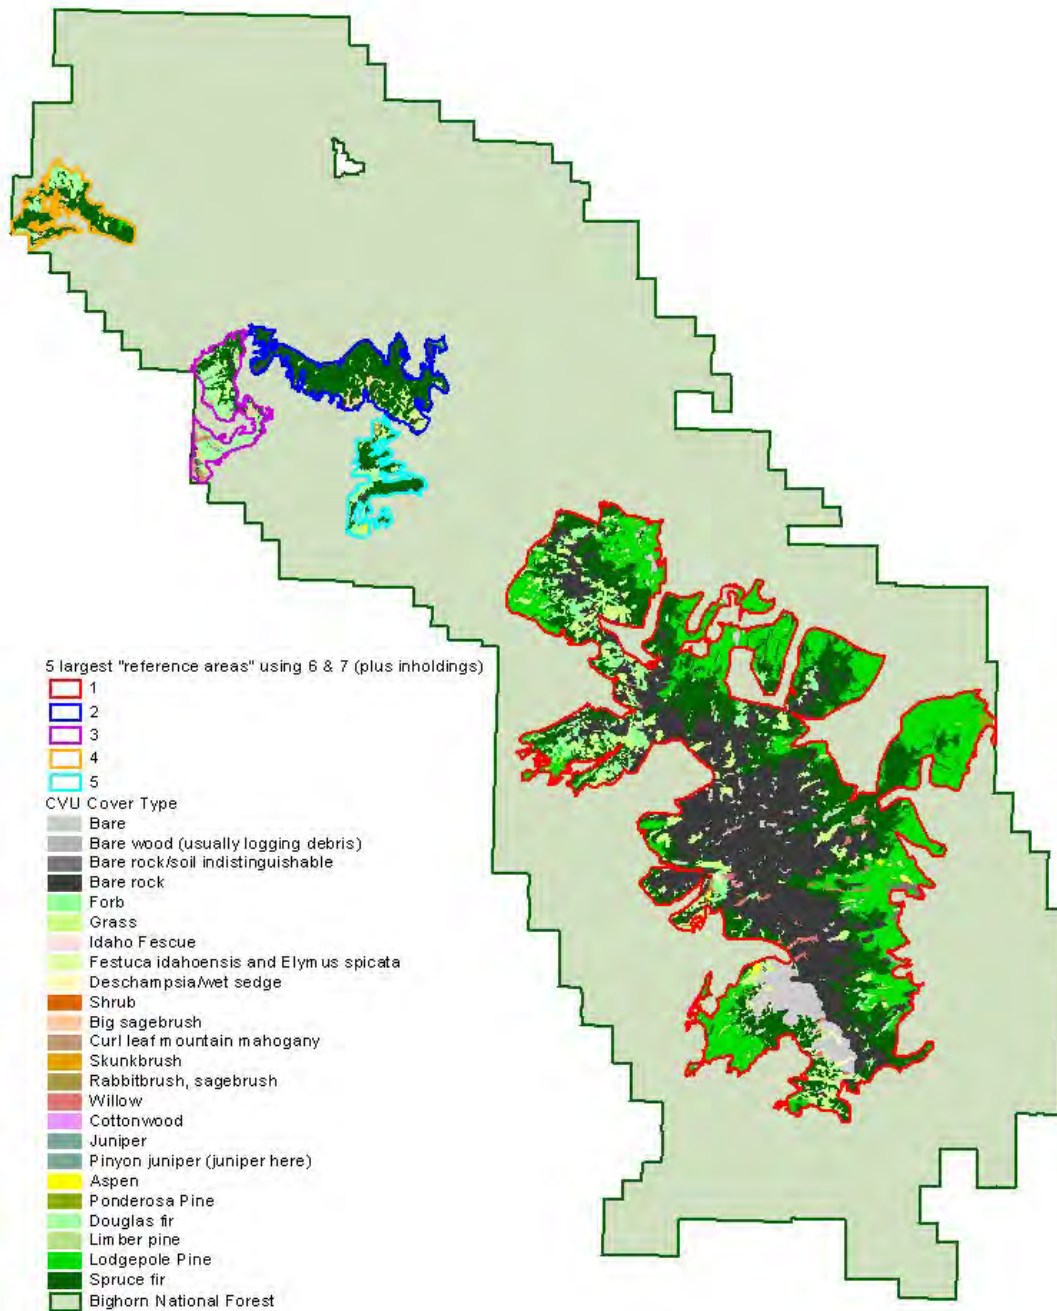 5 largest "reference areas" using 6 & 7 (plus inholdings)
1
2
3
4
5
CVU Cover Type
Bare
Bare wood (usually logging debris)
Bare rock/soil indistinguishable
Bare rock
Forb
Grass
Idaho Fescue
Festuca idahoensis and Elymus spicata
Deschampsia/wet sedge
Shrub
Big sagebrush
Curl leaf mountain mahogany
Skunkbrush
Rabbitbrush, sagebrush
Willow
Cottonwood
Juniper
Pinyon juniper (juniper here)
Aspen
Ponderosa Pine
Douglas fir
Limber pine
Lodgepole Pine
Spruce fir
Bighorn National Forest